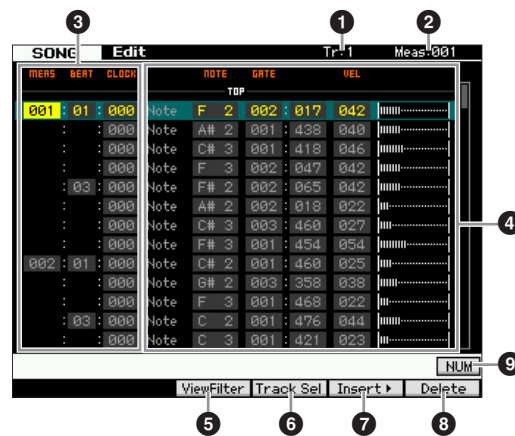 3 1 2
SONG Edit Tr:1 Meas:001
MEAS BEAT CLOCK NOTE GATE VEL
TOP
001 : 01 : 000 Note F 2 002 : 017 042
: : 000 Note A# 2 001 : 438 040
: : 000 Note C# 3 001 : 418 046
: : 000 Note F 3 002 : 047 042
: 03 : 000 Note F# 2 002 : 065 042
: : 000 Note A# 2 002 : 018 022
: : 000 Note C# 3 003 : 460 027
: : 000 Note F# 3 001 : 454 054
002 : 01 : 000 Note C# 2 001 : 460 025
: : 000 Note G# 2 003 : 358 038
: : 000 Note F 3 001 : 468 022
: 03 : 000 Note C 2 001 : 476 044
: : 000 Note C 3 001 : 421 023
4
NUM 9
ViewFilter Track Sel Insert▶ Delete
5 6 7 8